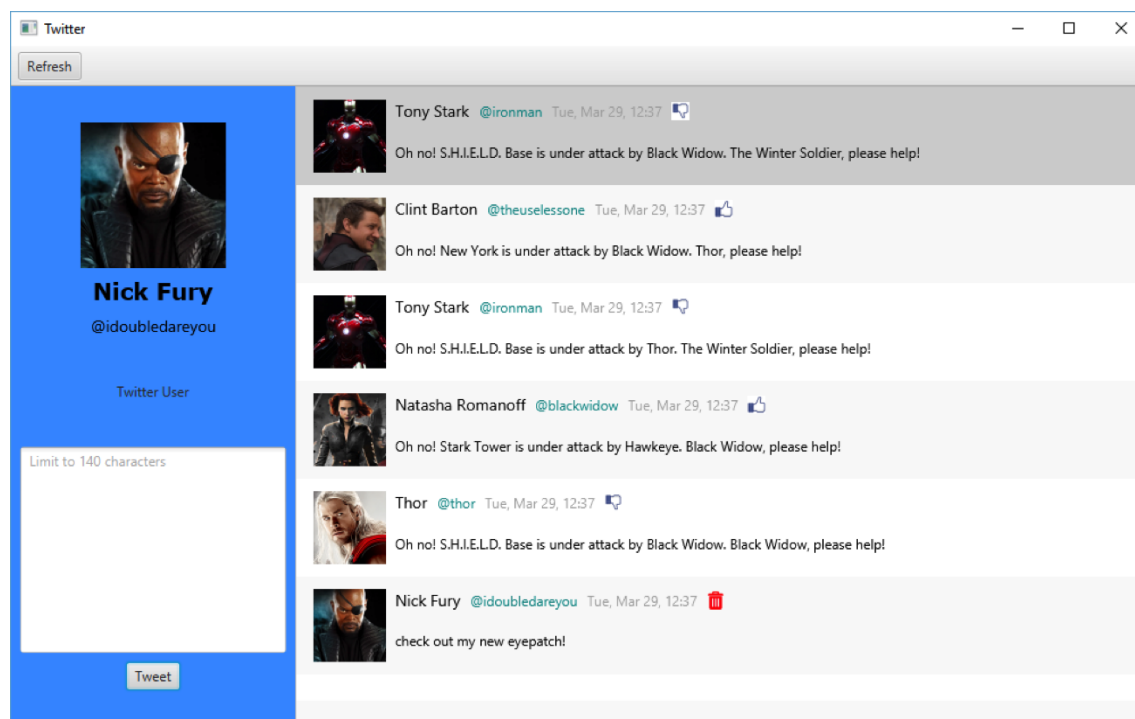 Twitter
Refresh
Nick Fury
@idoubledareyou
Twitter User
Limit to 140 characters
Tweet
Tony Stark @ironman Tue, Mar 29, 12:37
Oh no! S.H.I.E.L.D. Base is under attack by Black Widow. The Winter Soldier, please help!
Clint Barton @theuselessone Tue, Mar 29, 12:37
Oh no! New York is under attack by Black Widow. Thor, please help!
Tony Stark @ironman Tue, Mar 29, 12:37
Oh no! S.H.I.E.L.D. Base is under attack by Thor. The Winter Soldier, please help!
Natasha Romanoff @blackwidow Tue, Mar 29, 12:37
Oh no! Stark Tower is under attack by Hawkeye. Black Widow, please help!
Thor @thor Tue, Mar 29, 12:37
Oh no! S.H.I.E.L.D. Base is under attack by Black Widow. Black Widow, please help!
Nick Fury @idoubledareyou Tue, Mar 29, 12:37
check out my new eyepatch!